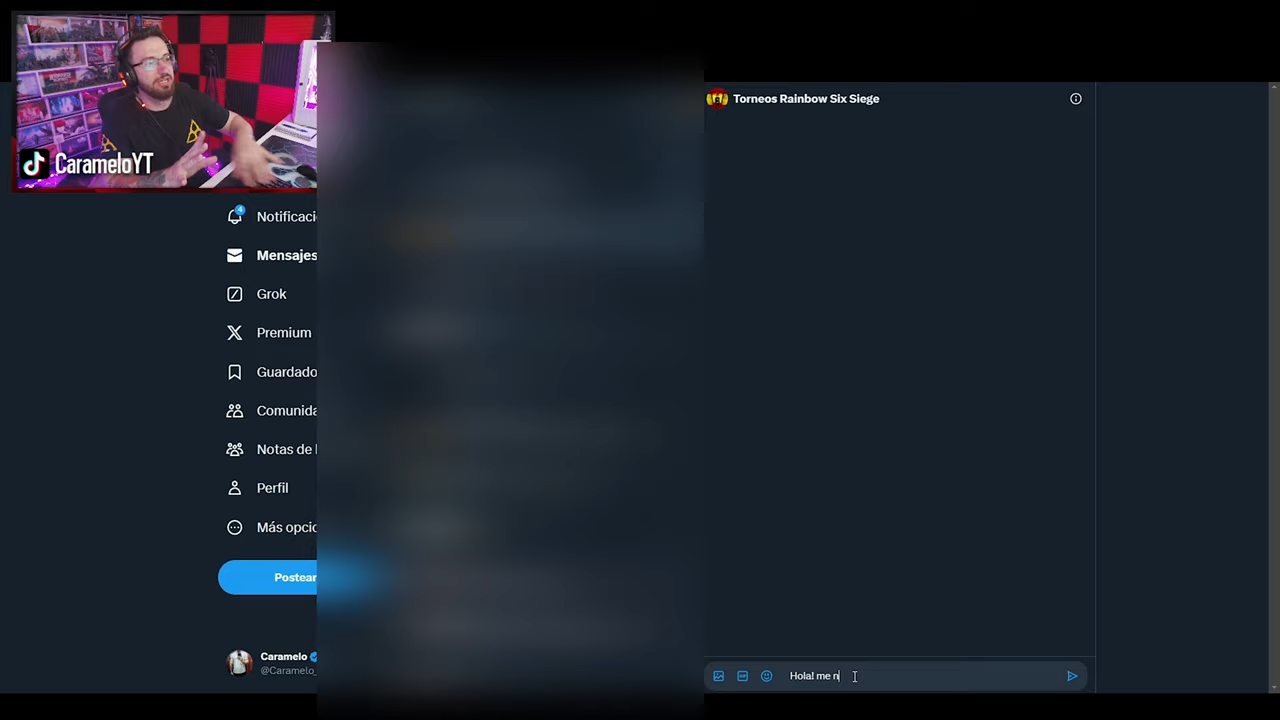 CarameloYT
Notificaci
Mensajes
Grok
Premium
Guardado
Comunida
Notas de
Perfil
Más opcio
Postear
Caramelo
@Caramelo_
Torneos Rainbow Six Siege
Hola! me n